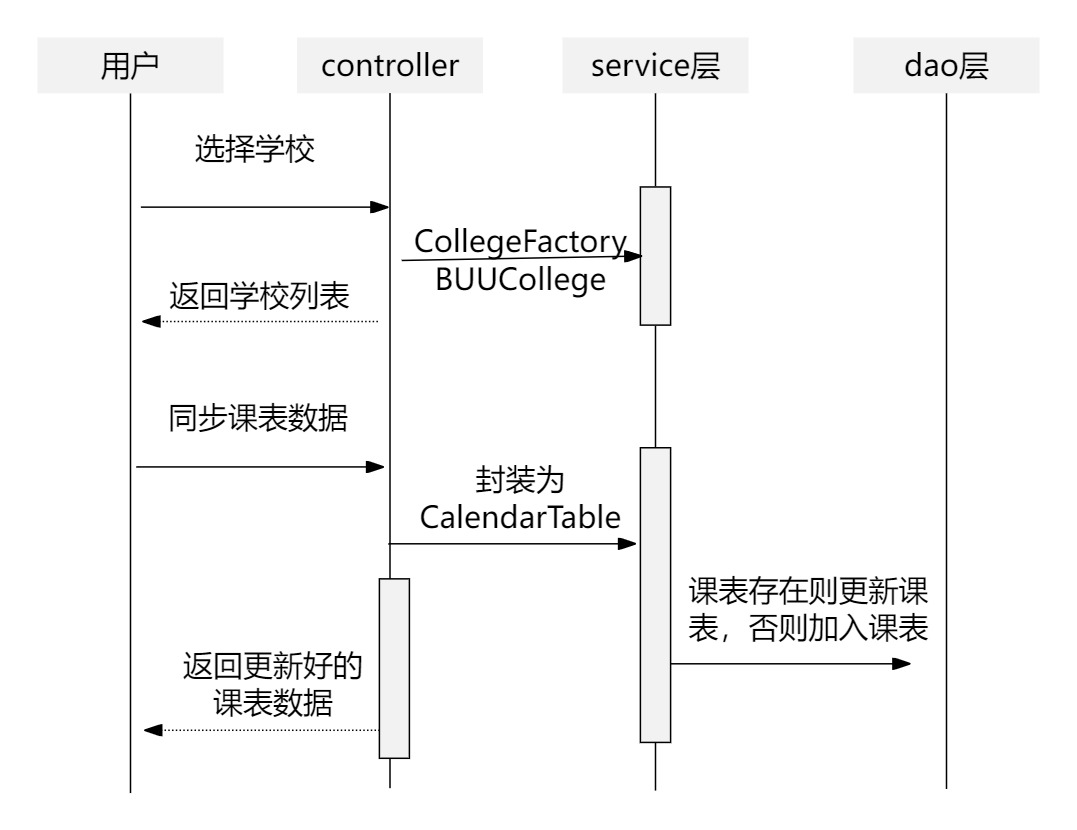 用户
controller
service层
dao层
选择学校
CollegeFactory
BUUCollege
返回学校列表
同步课表数据
封装为
CalendarTable
课表存在则更新课
表，否则加入课表
返回更新好的
课表数据